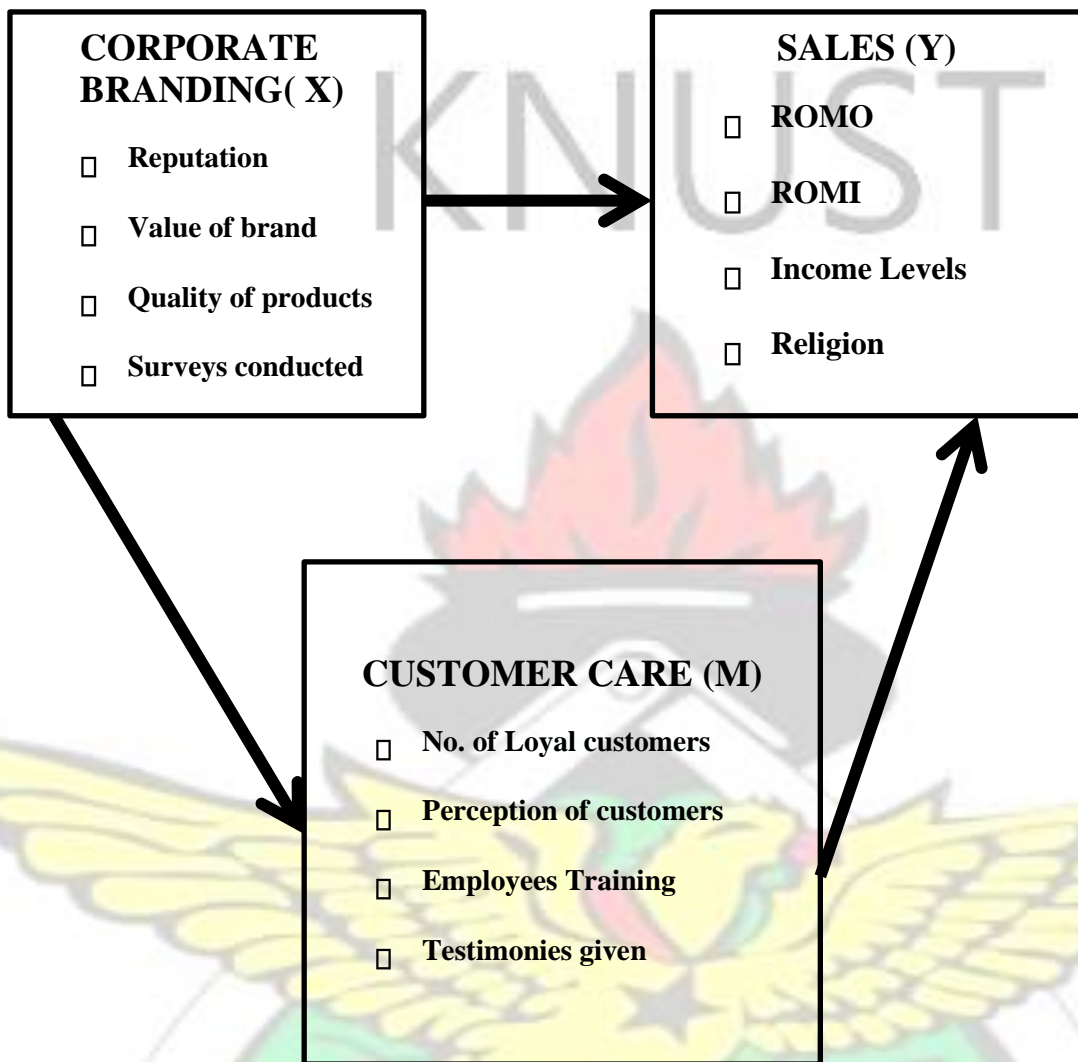 KNUST
CORPORATE
BRANDING( X)
Reputation
Value of brand
Quality of products
Surveys conducted
SALES (Y)
ROMO
ROMI
Income Levels
Religion
CUSTOMER CARE (M)
No. of Loyal customers
Perception of customers
Employees Training
Testimonies given